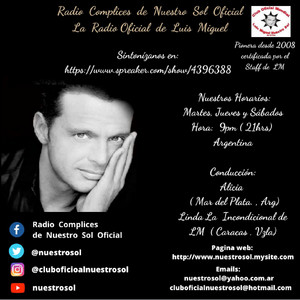 Radio Complices de Nuestro Sol Oficial
La Radio Oficial de Luis Miguel
Sintonizanos en:
https://www.spreaker.com/show/4396388
Pionera desde 2008
certificada por el
Staff de LM
Nuestros Horarios:
Martes, Jueves y Sábados
Hora: 9pm ( 21hrs)
Argentina
Conducción:
Alicia
( Mar del Plata. , Arg)
Linda La Incondicional de
LM ( Caracas . Vzla)
Radio Complices
de Nuestro Sol Oficial
@nuestrosol
@cluboficioalnuestrosol
nuestrosol
Pagina web:
http://www.nuestrosol.mysite.com
Emails:
nuestrosol@yahoo.com.ar
cluboficialnuestrosol@hotmail.com